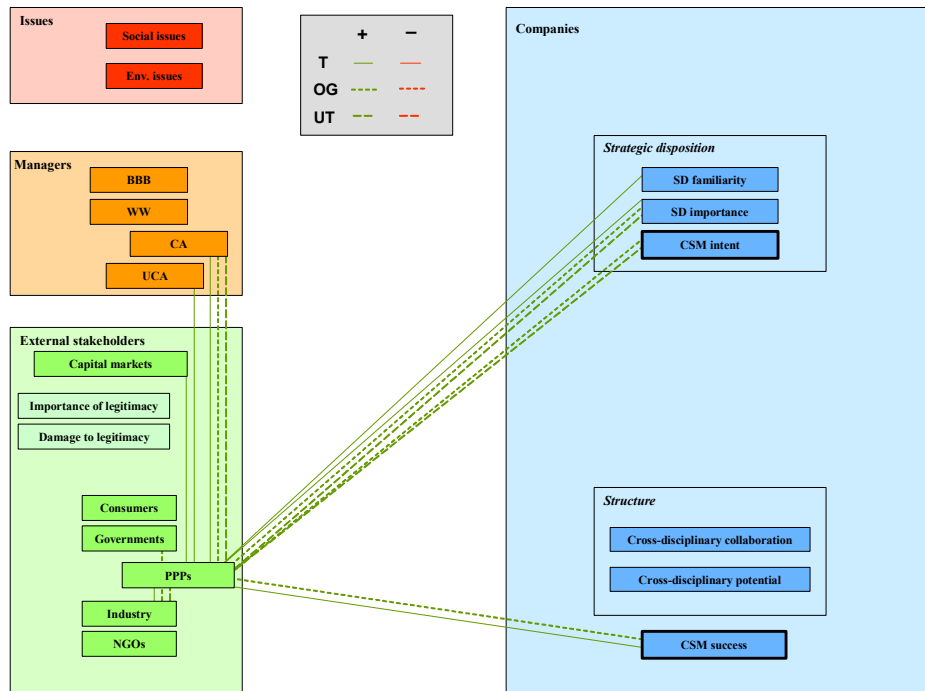 Issues
Social issues
Env. issues
+ −
T
OG
UT
Companies
Managers
BBB
WW
CA
UCA
Strategic disposition
SD familiarity
SD importance
CSM intent
External stakeholders
Capital markets
Importance of legitimacy
Damage to legitimacy
Consumers
Governments
PPPs
Industry
NGOs
Structure
Cross-disciplinary collaboration
Cross-disciplinary potential
CSM success